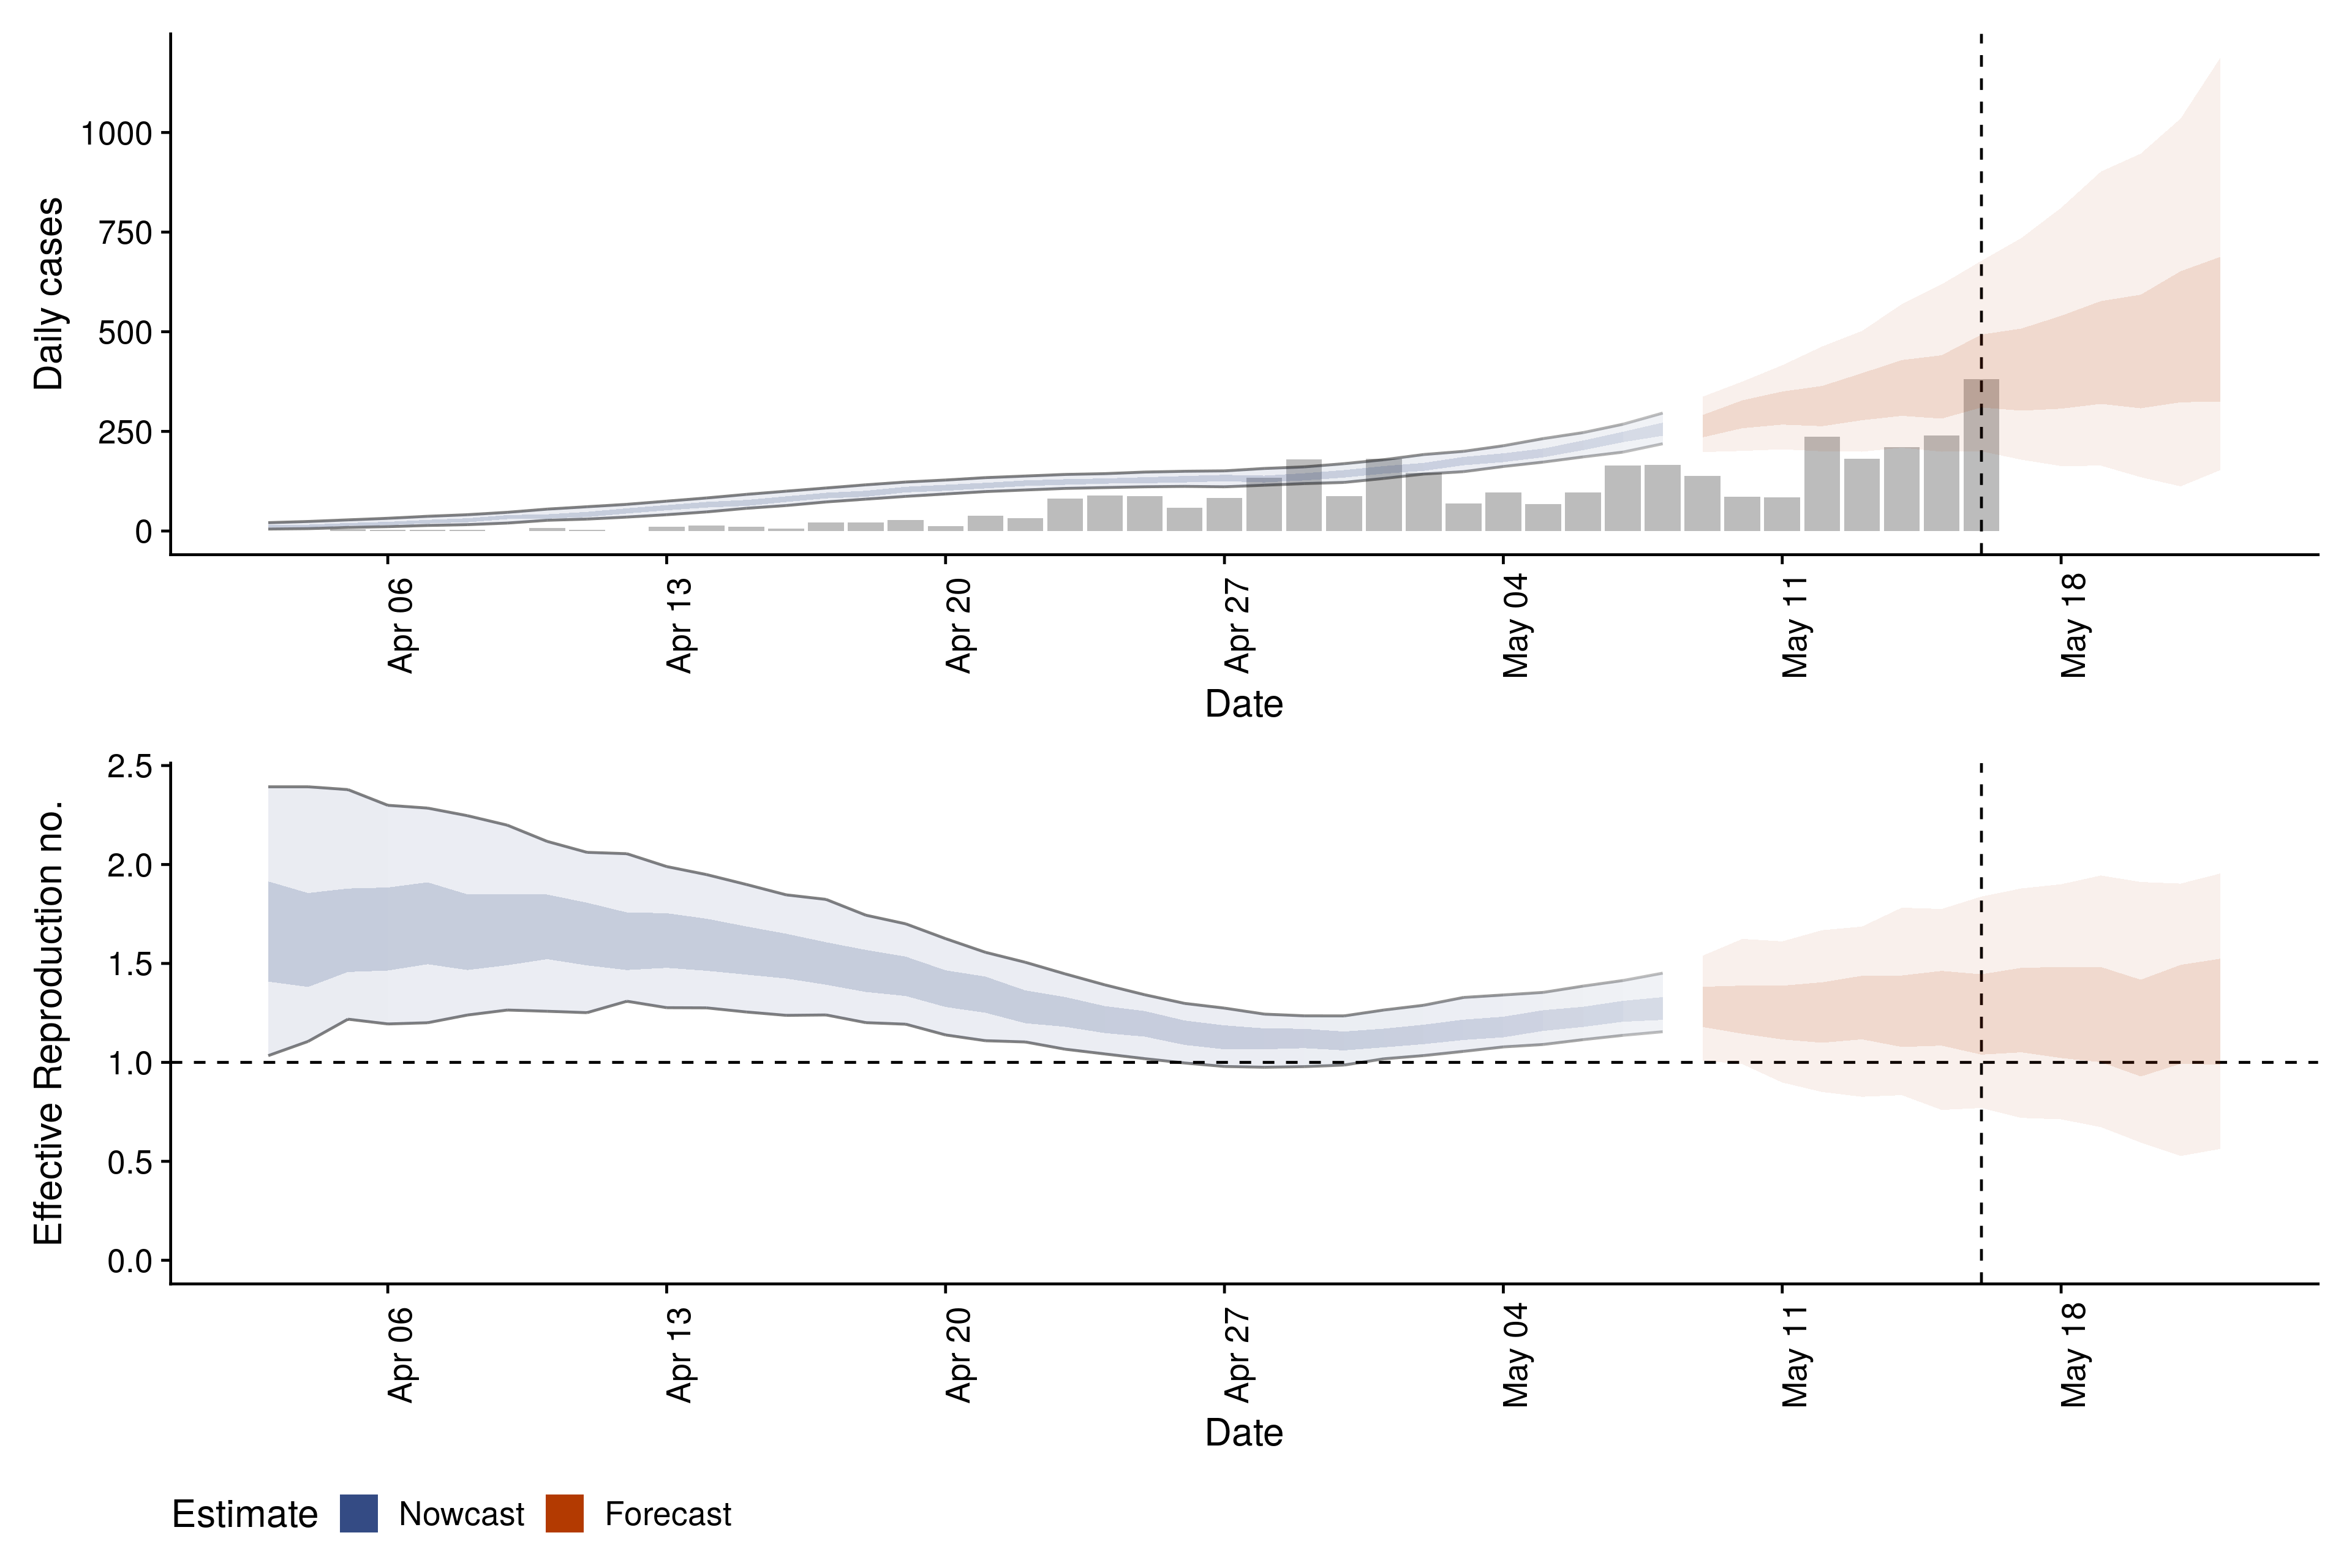 Daily cases
1000
750
500
250
0
Apr 06
Apr 13
Apr 20
Apr 27
May 04
May 11
May 18
Date
Effective Reproduction no.
2.5
2.0
1.5
1.0
0.5
0.0
Apr 06
Apr 13
Apr 20
Apr 27
May 04
May 11
May 18
Date
Estimate Nowcast Forecast